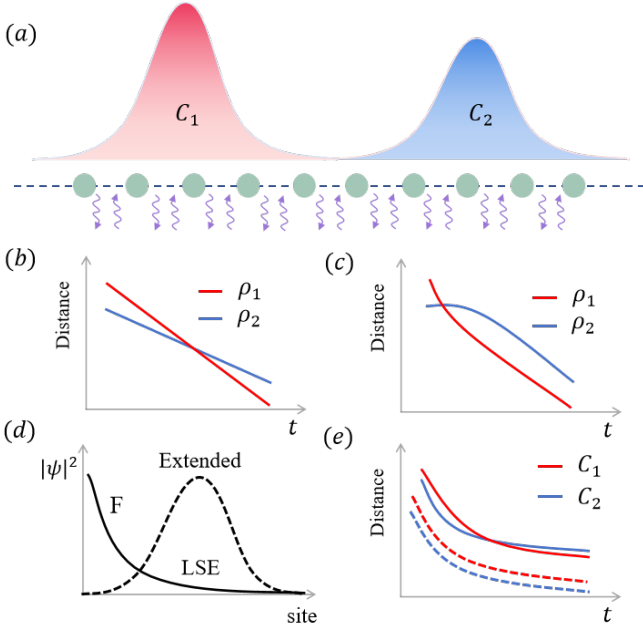 (a)
C₁
C₂
(b)
Distance
ρ₁
ρ₂
t
(c)
Distance
ρ₁
ρ₂
t
(d)
|ψ|²
Extended
F
LSE
site
(e)
Distance
C₁
C₂
t